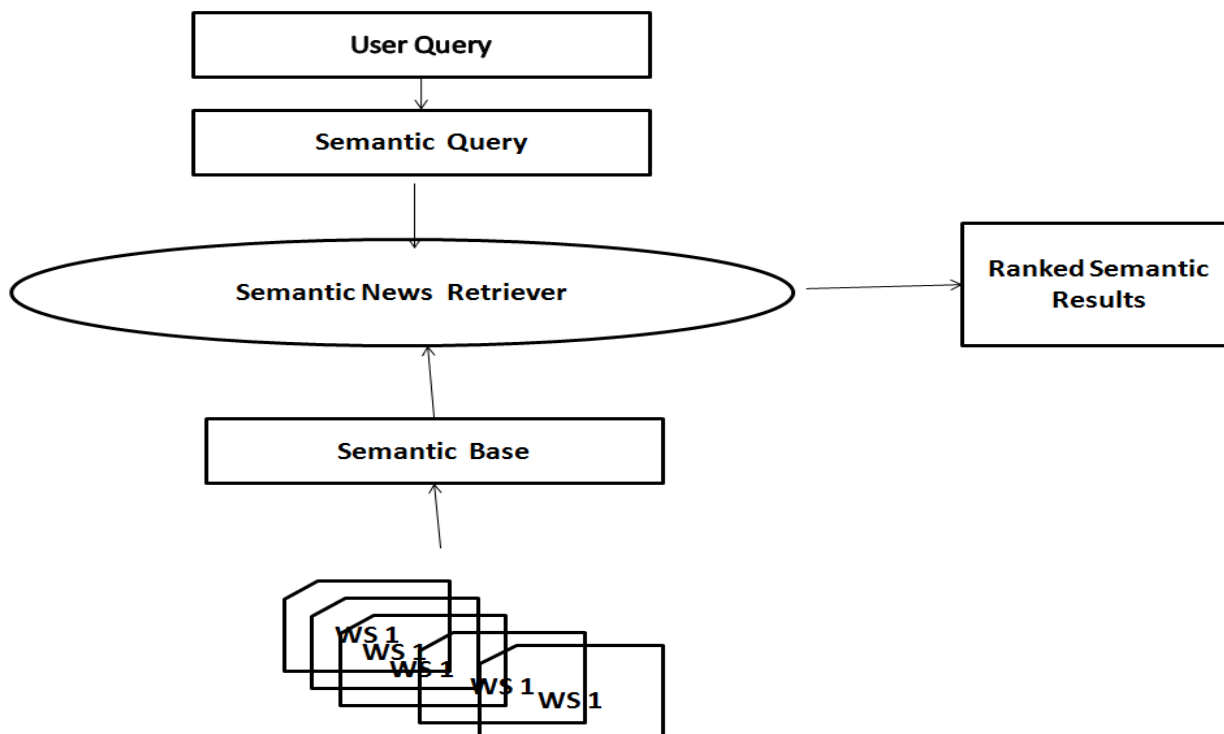 User Query
Semantic Query
Semantic News Retriever
Ranked Semantic
Results
Semantic Base
WS 1
WS 1
WS 1
WS 1
WS 1